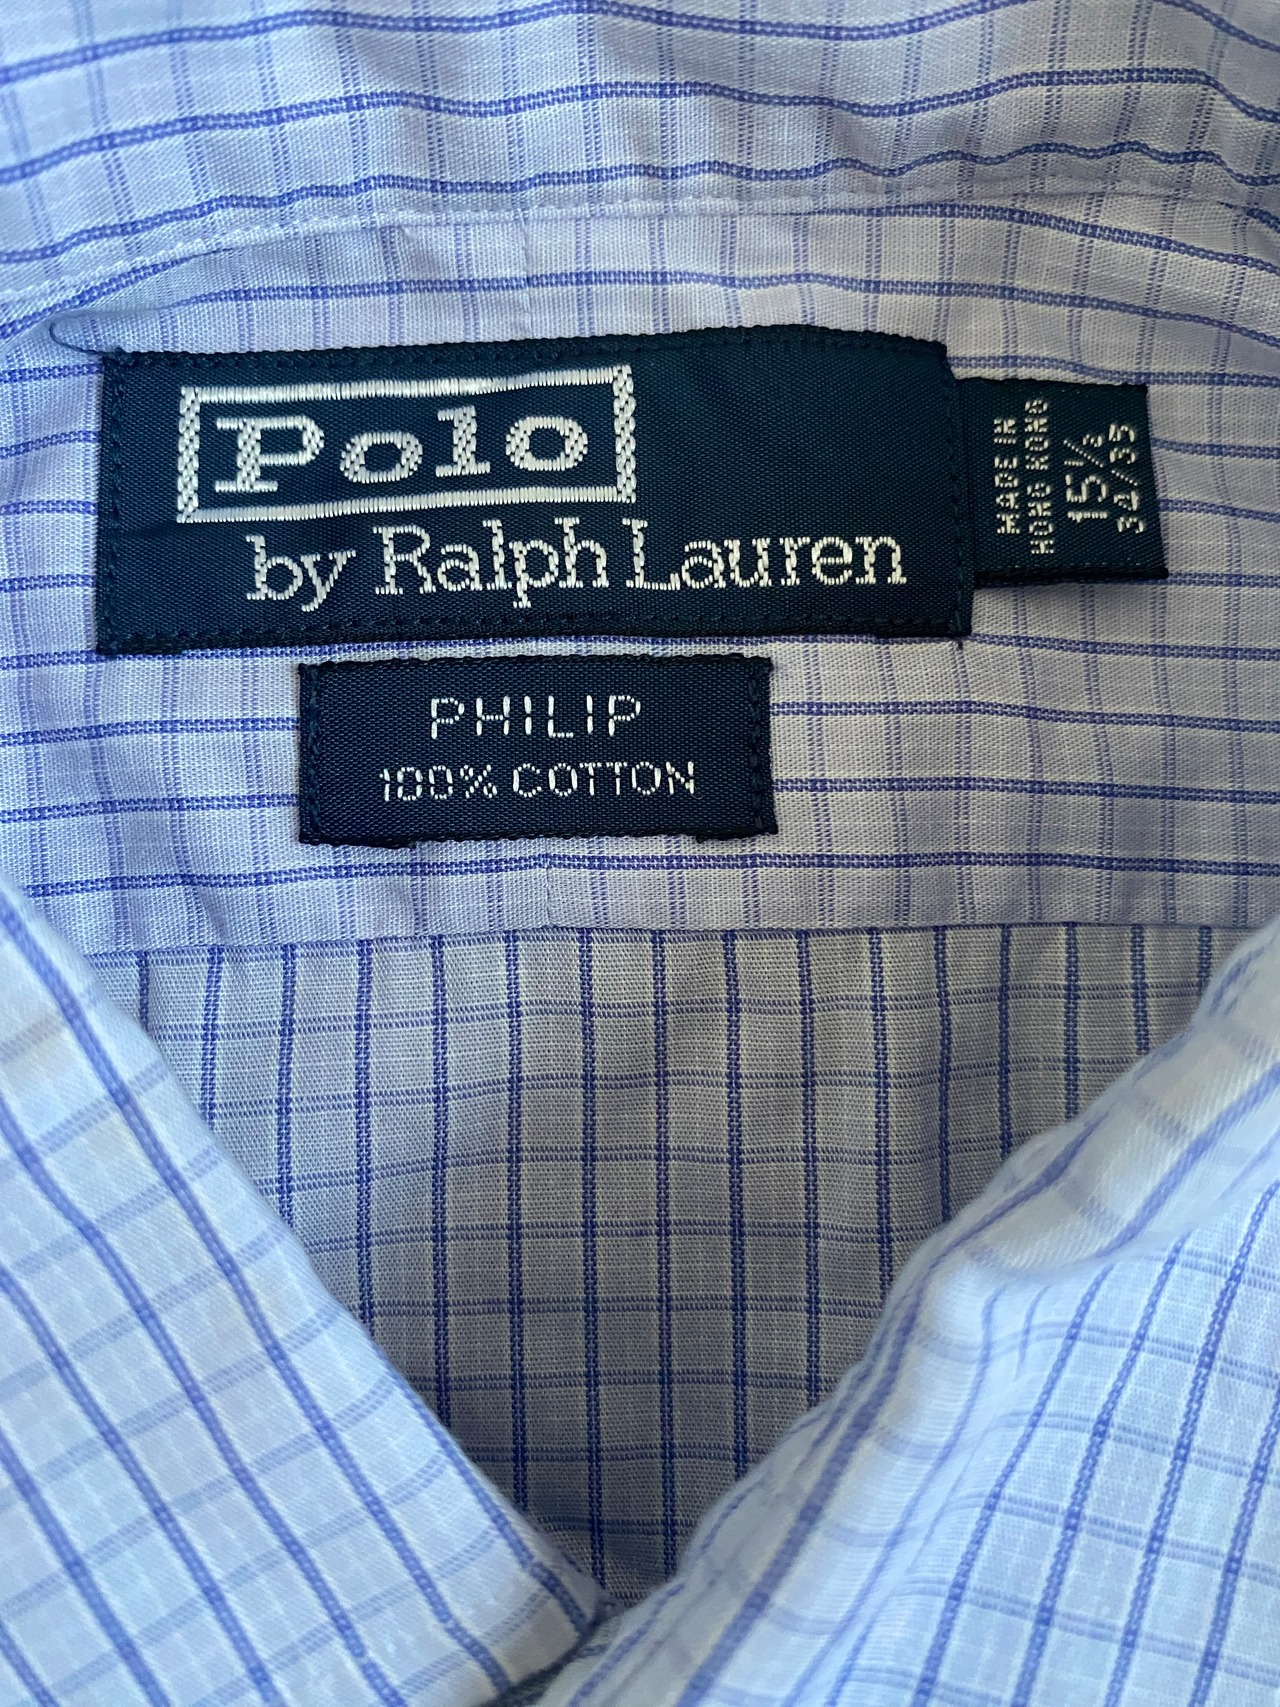 Polo
by Ralph Lauren
MADE IN
HONG KONG
15½
34/35
PHILIP
100% COTTON